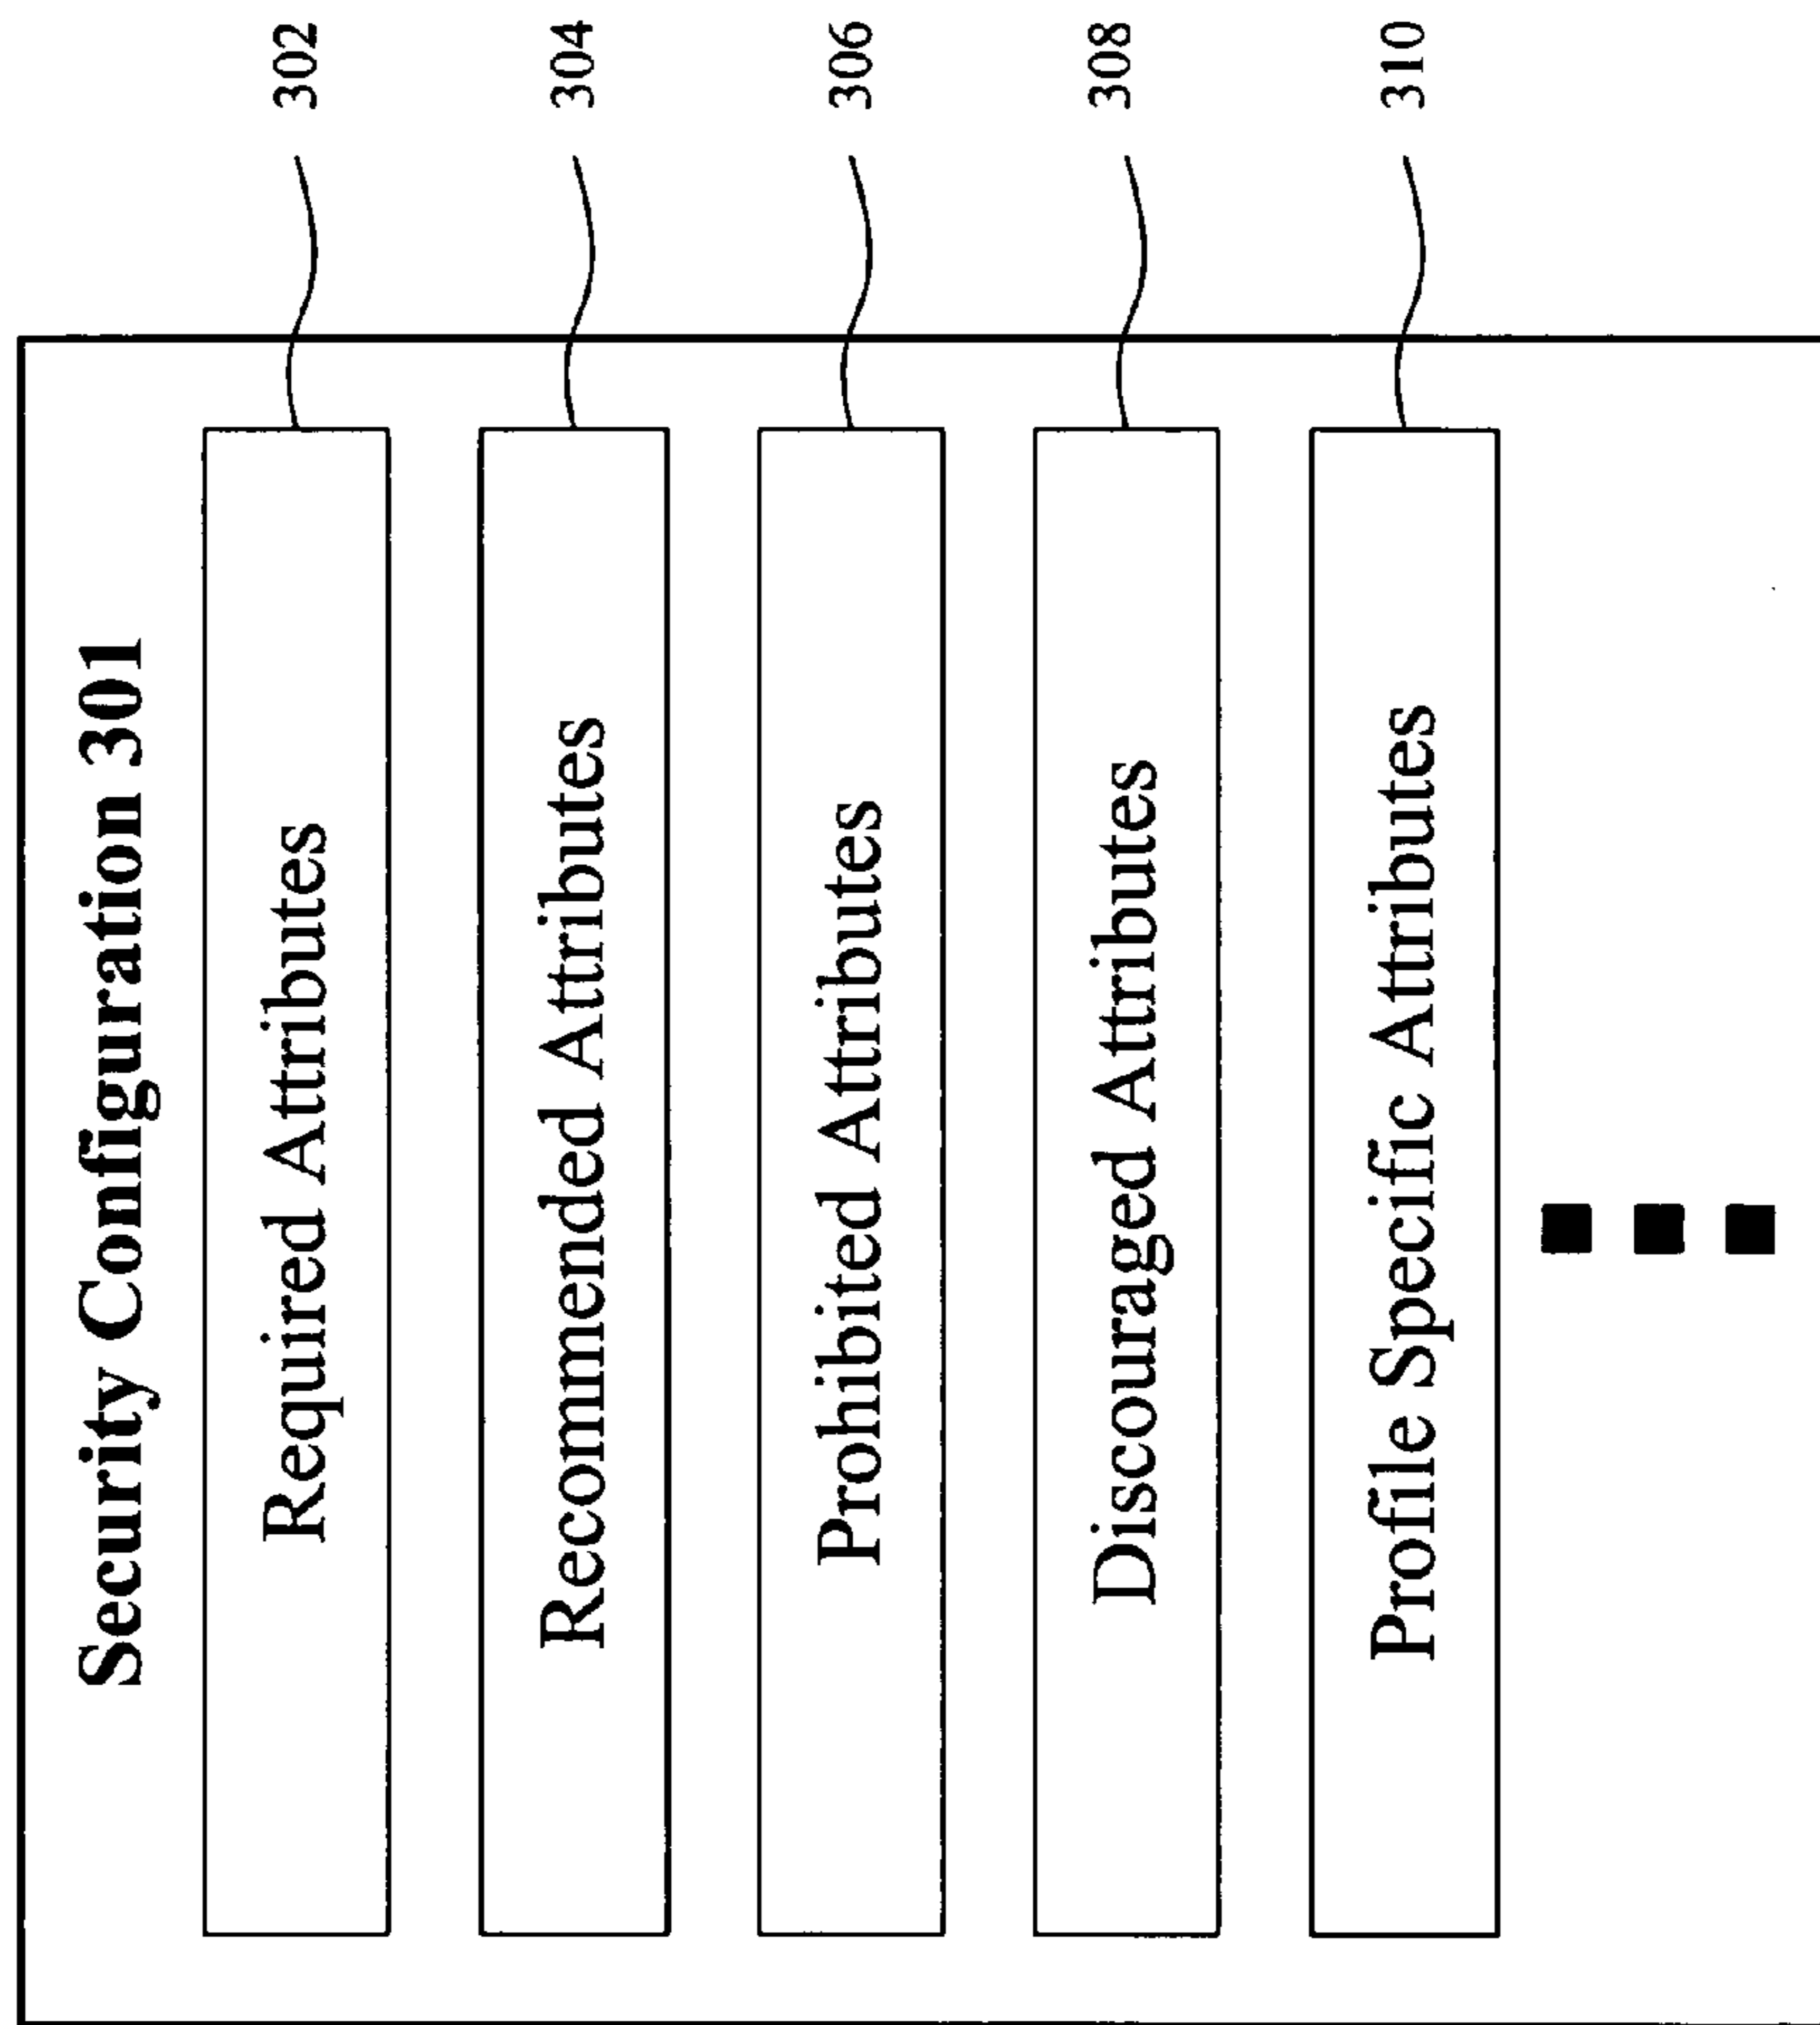 Security Configuration 301
Required Attributes
302
Recommended Attributes
304
Prohibited Attributes
306
Discouraged Attributes
308
Profile Specific Attributes
310